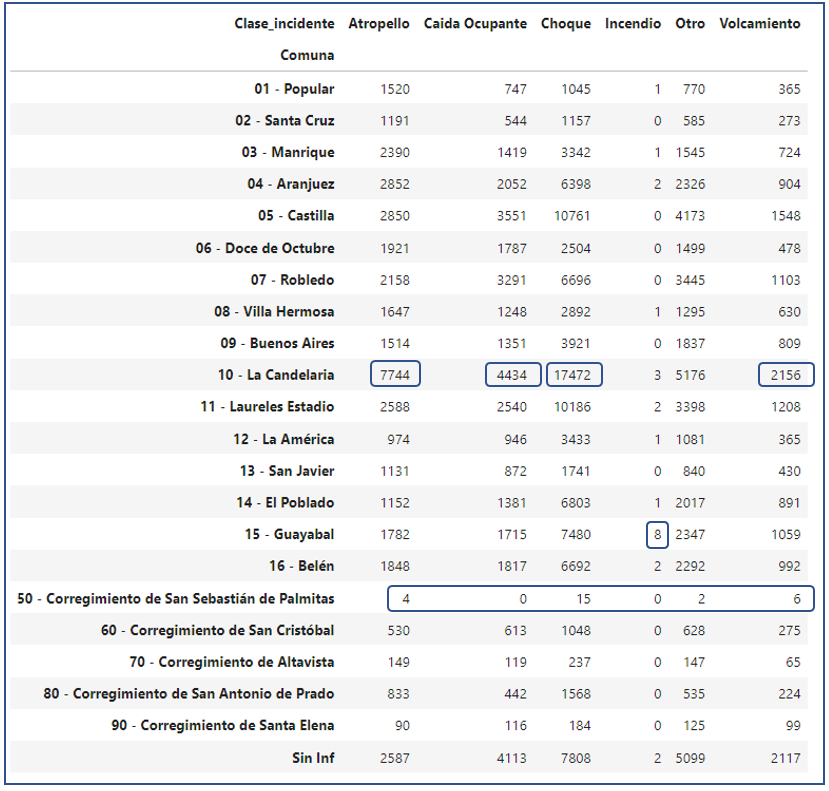 Clase_incidente Atropello Caida Ocupante Choque Incendio Otro Volcamiento
Comuna
01 - Popular 1520 747 1045 1 770 365
02 - Santa Cruz 1191 544 1157 0 585 273
03 - Manrique 2390 1419 3342 1 1545 724
04 - Aranjuez 2852 2052 6398 2 2326 904
05 - Castilla 2850 3551 10761 0 4173 1548
06 - Doce de Octubre 1921 1787 2504 0 1499 478
07 - Robledo 2158 3291 6696 0 3445 1103
08 - Villa Hermosa 1647 1248 2892 1 1295 630
09 - Buenos Aires 1514 1351 3921 0 1837 809
10 - La Candelaria 7744 4434 17472 3 5176 2156
11 - Laureles Estadio 2588 2540 10186 2 3398 1208
12 - La América 974 946 3433 1 1081 365
13 - San Javier 1131 872 1741 0 840 430
14 - El Poblado 1152 1381 6803 1 2017 891
15 - Guayabal 1782 1715 7480 8 2347 1059
16 - Belén 1848 1817 6692 2 2292 992
50 - Corregimiento de San Sebastián de Palmitas 4 0 15 0 2 6
60 - Corregimiento de San Cristóbal 530 613 1048 0 628 275
70 - Corregimiento de Altavista 149 119 237 0 147 65
80 - Corregimiento de San Antonio de Prado 833 442 1568 0 535 224
90 - Corregimiento de Santa Elena 90 116 184 0 125 99
Sin Inf 2587 4113 7808 2 5099 2117